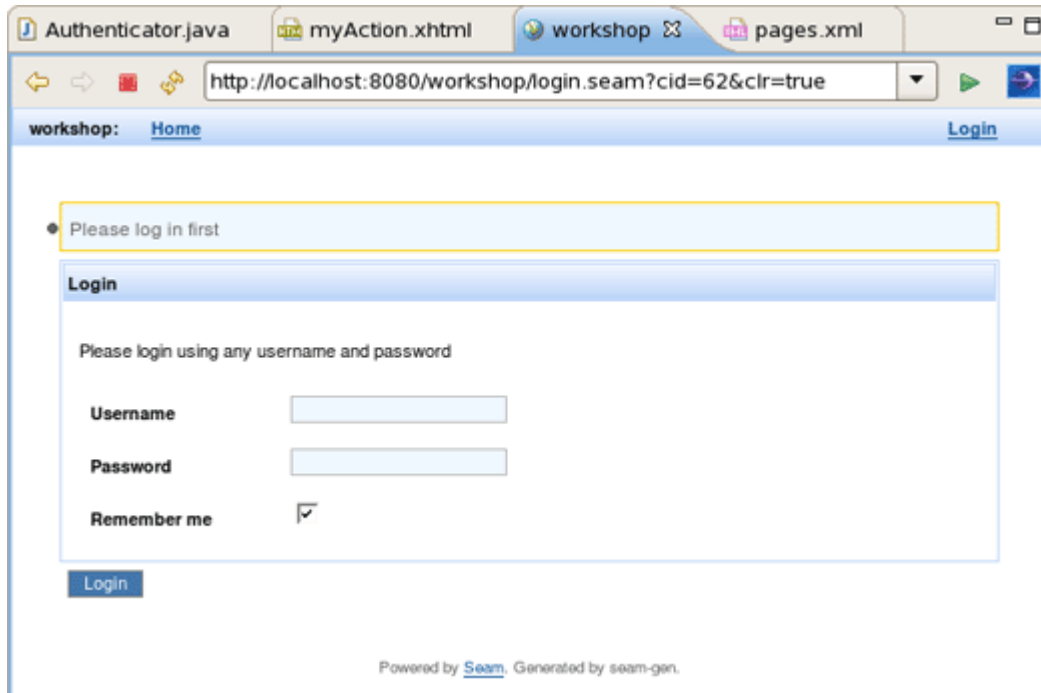 Authenticator.java myAction.xhtml workshop pages.xml
http://localhost:8080/workshop/login.seam?cid=62&clr=true
workshop: Home Login
Please log in first
Login
Please login using any username and password
Username
Password
Remember me
Login
Powered by Seam. Generated by seam-gen.